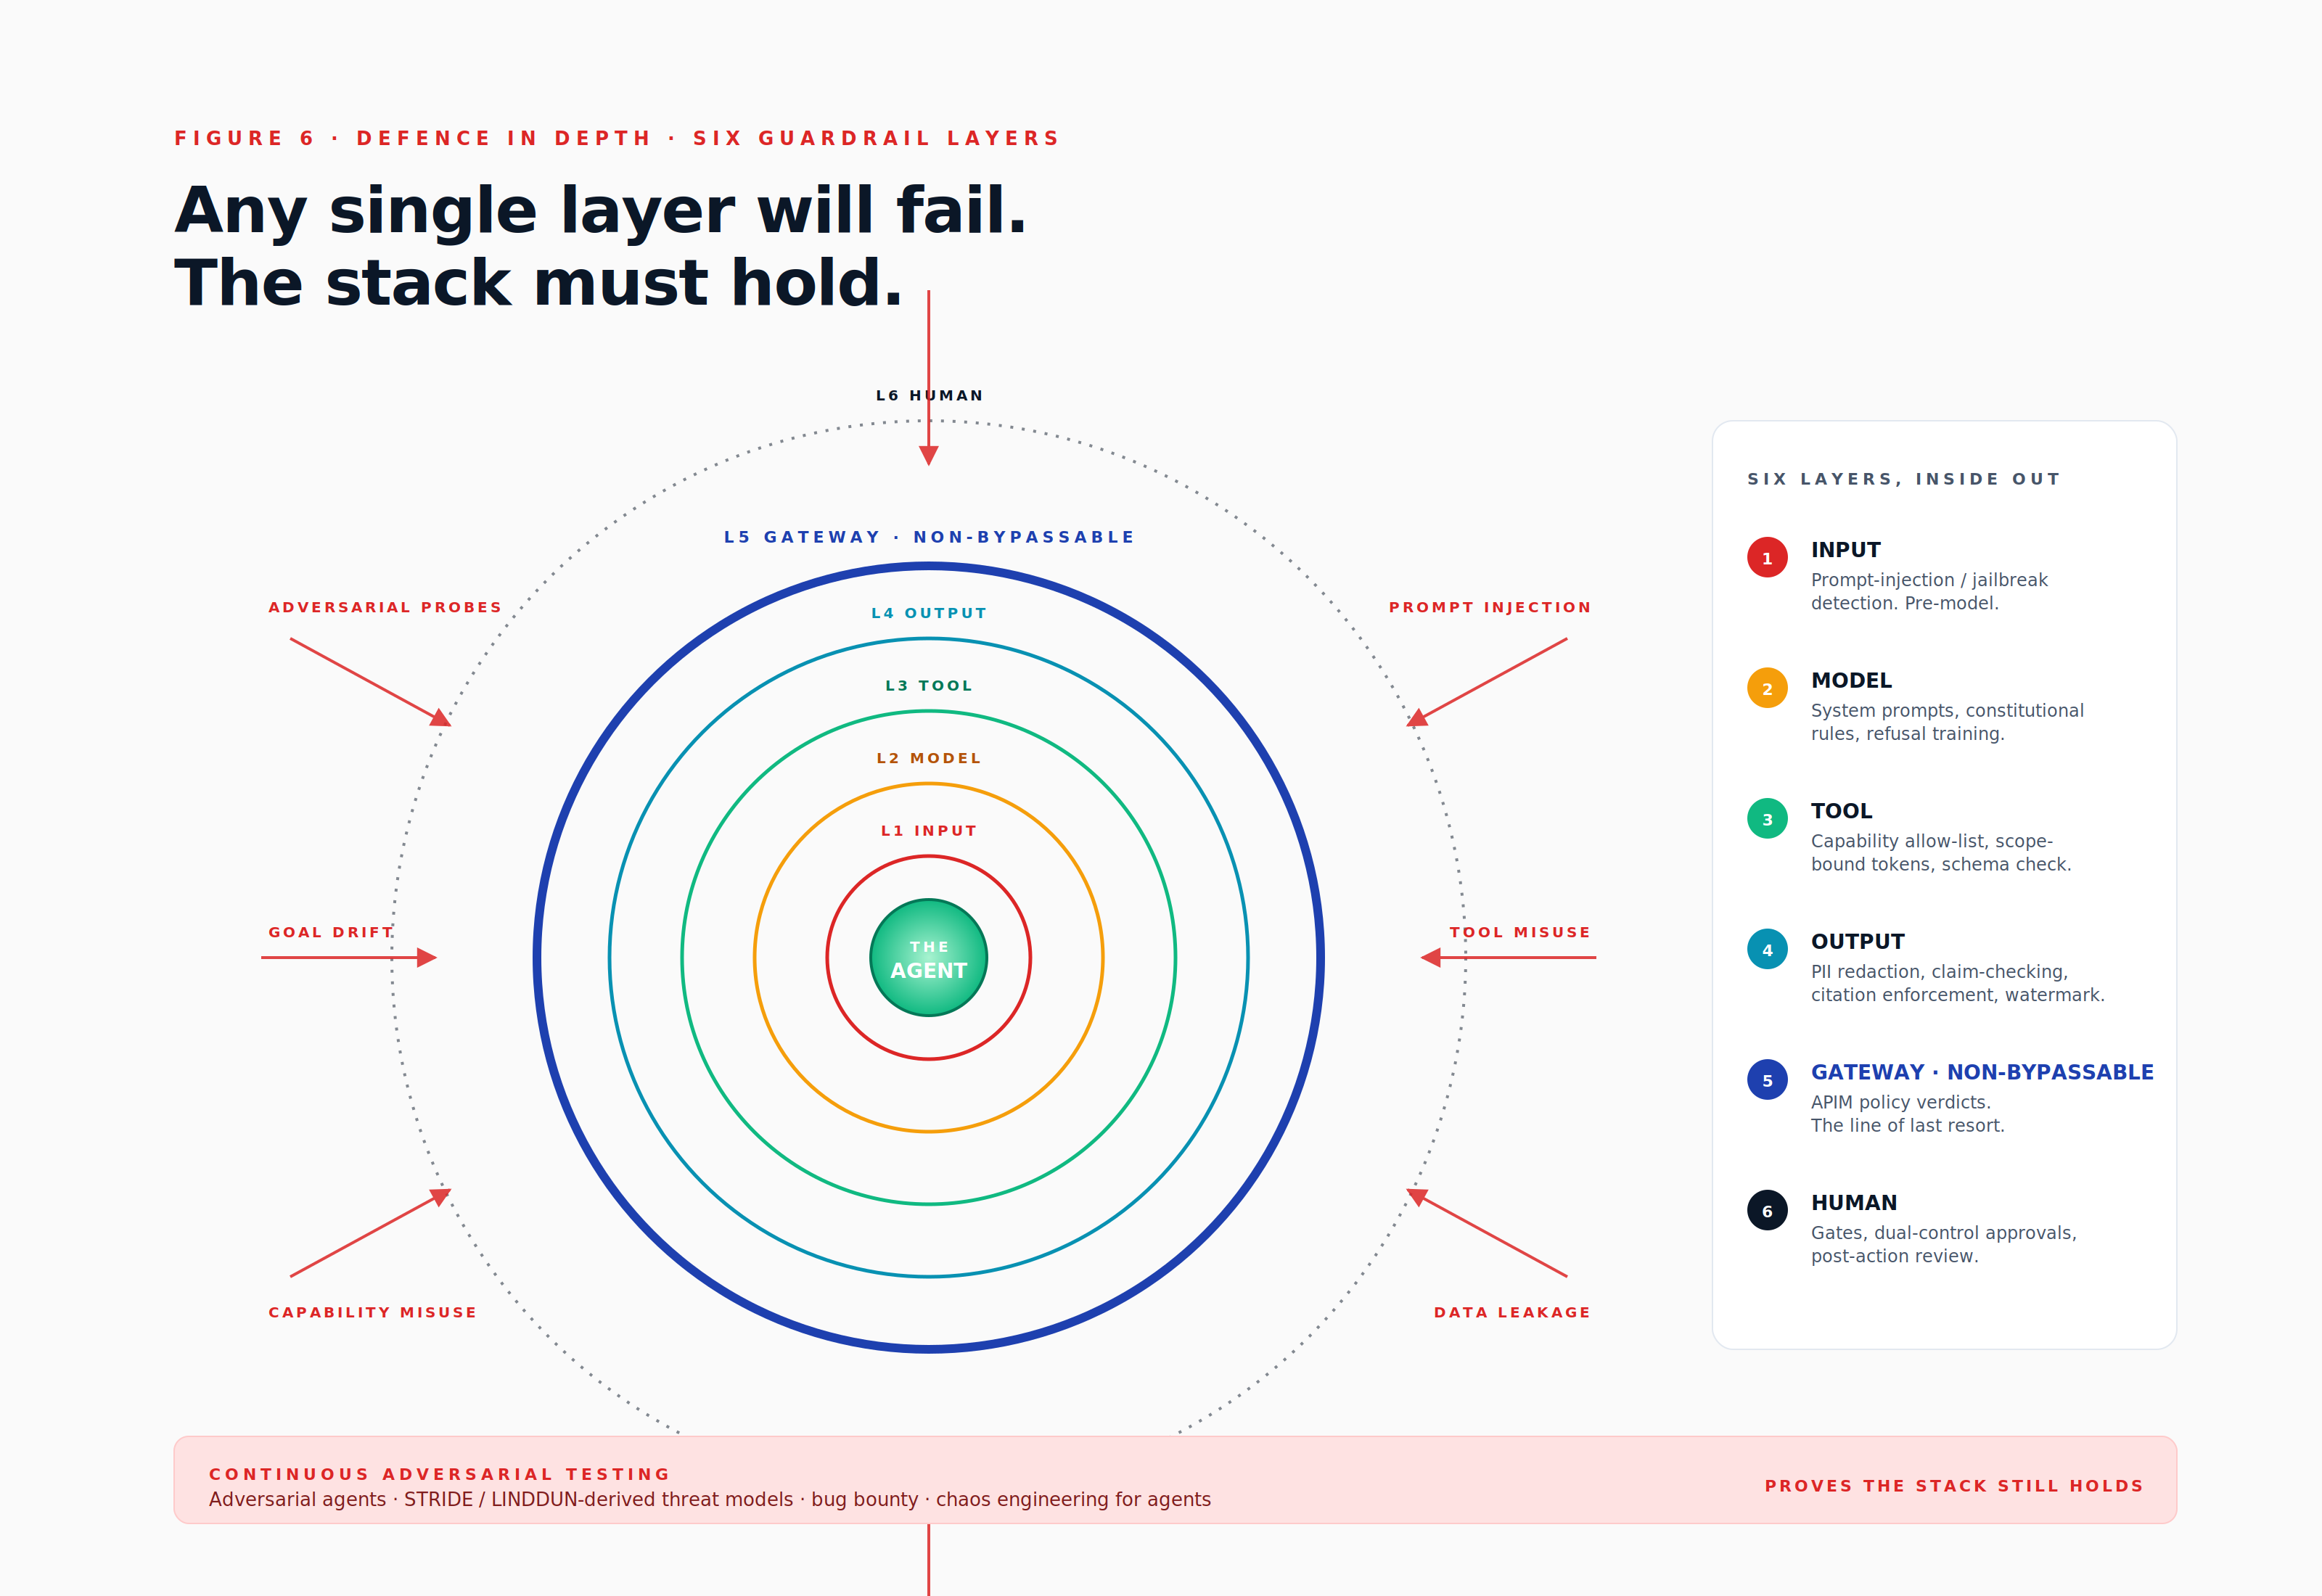 FIGURE 6 · DEFENCE IN DEPTH · SIX GUARDRAIL LAYERS
Any single layer will fail.
The stack must hold.
L6 HUMAN
L5 GATEWAY · NON-BYPASSABLE
L4 OUTPUT
L3 TOOL
L2 MODEL
L1 INPUT
THE
AGENT
ADVERSARIAL PROBES
PROMPT INJECTION
GOAL DRIFT
TOOL MISUSE
CAPABILITY MISUSE
DATA LEAKAGE
SIX LAYERS, INSIDE OUT
1
INPUT
Prompt-injection / jailbreak
detection. Pre-model.
2
MODEL
System prompts, constitutional
rules, refusal training.
3
TOOL
Capability allow-list, scope-
bound tokens, schema check.
4
OUTPUT
PII redaction, claim-checking,
citation enforcement, watermark.
5
GATEWAY · NON-BYPASSABLE
APIM policy verdicts.
The line of last resort.
6
HUMAN
Gates, dual-control approvals,
post-action review.
CONTINUOUS ADVERSARIAL TESTING
Adversarial agents · STRIDE / LINDDUN-derived threat models · bug bounty · chaos engineering for agents
PROVES THE STACK STILL HOLDS